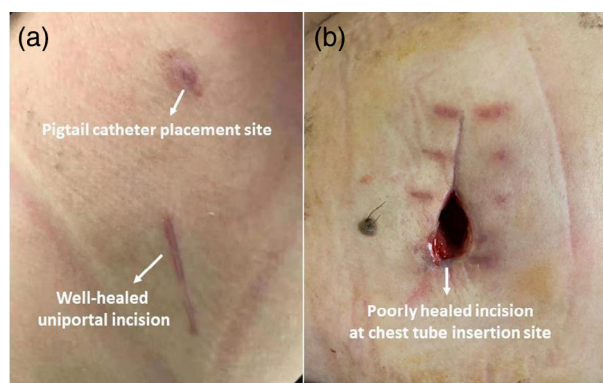 (a)
Pigtail catheter placement site
Well-healed
uniportal incision
(b)
Poorly healed incision
at chest tube insertion site